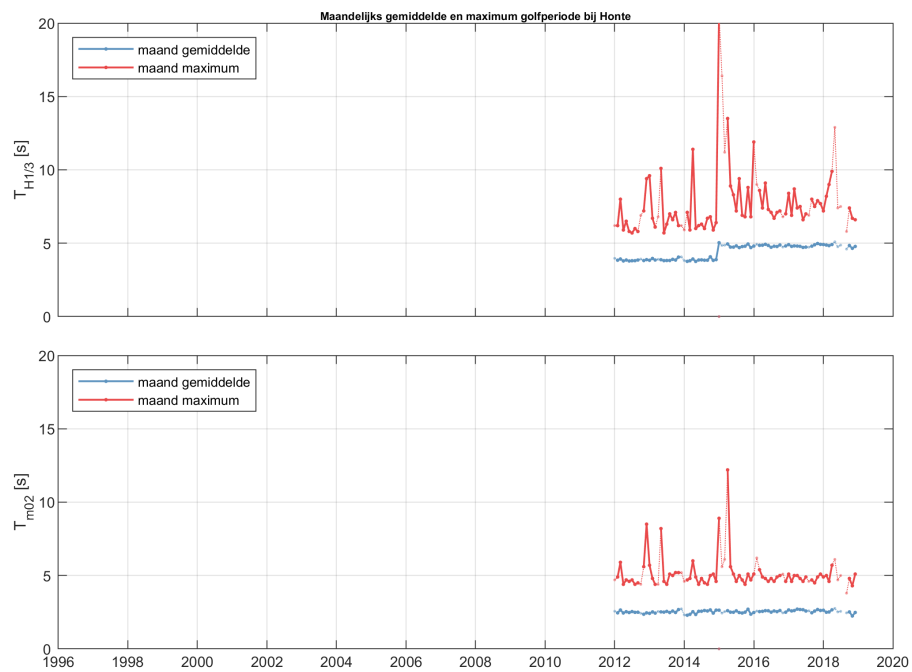 Maandelijks gemiddelde en maximum golfperiode bij Honte
20
15
10
5
0
T_H1/3 [s]
maand gemiddelde
maand maximum
20
15
10
5
0
T_m02 [s]
maand gemiddelde
maand maximum
1996 1998 2000 2002 2004 2006 2008 2010 2012 2014 2016 2018 2020